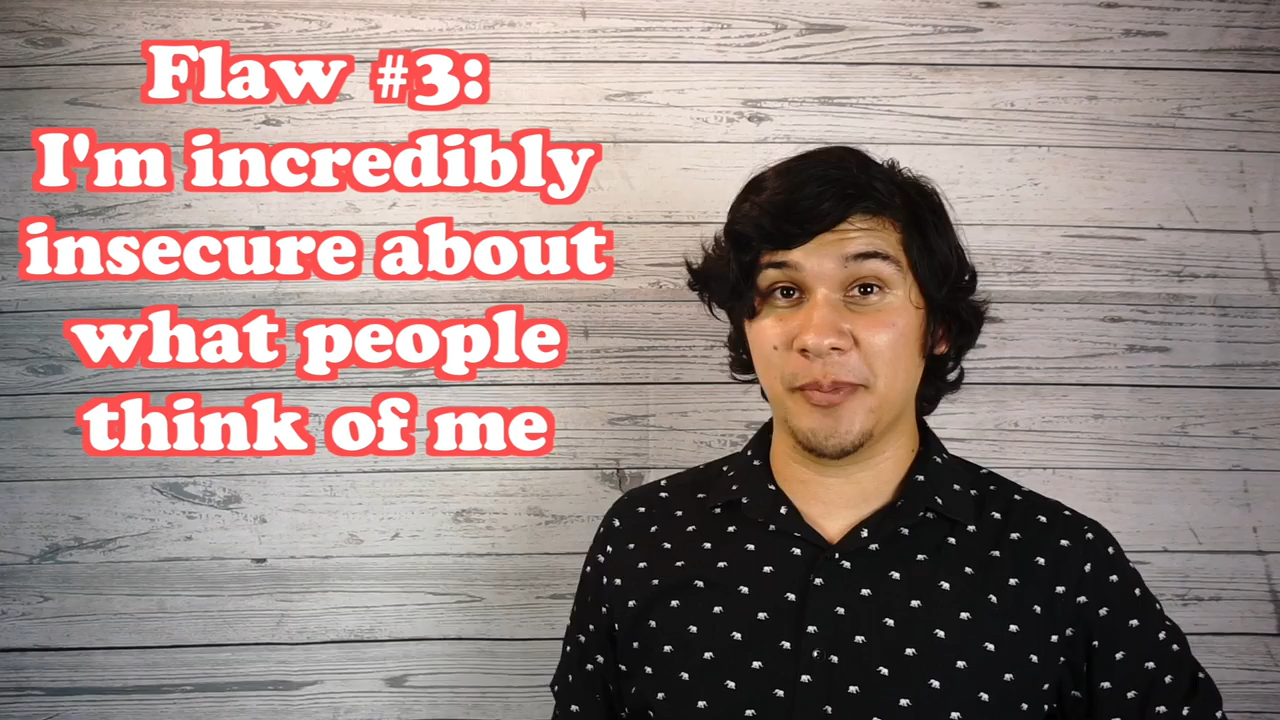 Flaw #3:
I'm incredibly
insecure about
what people
think of me